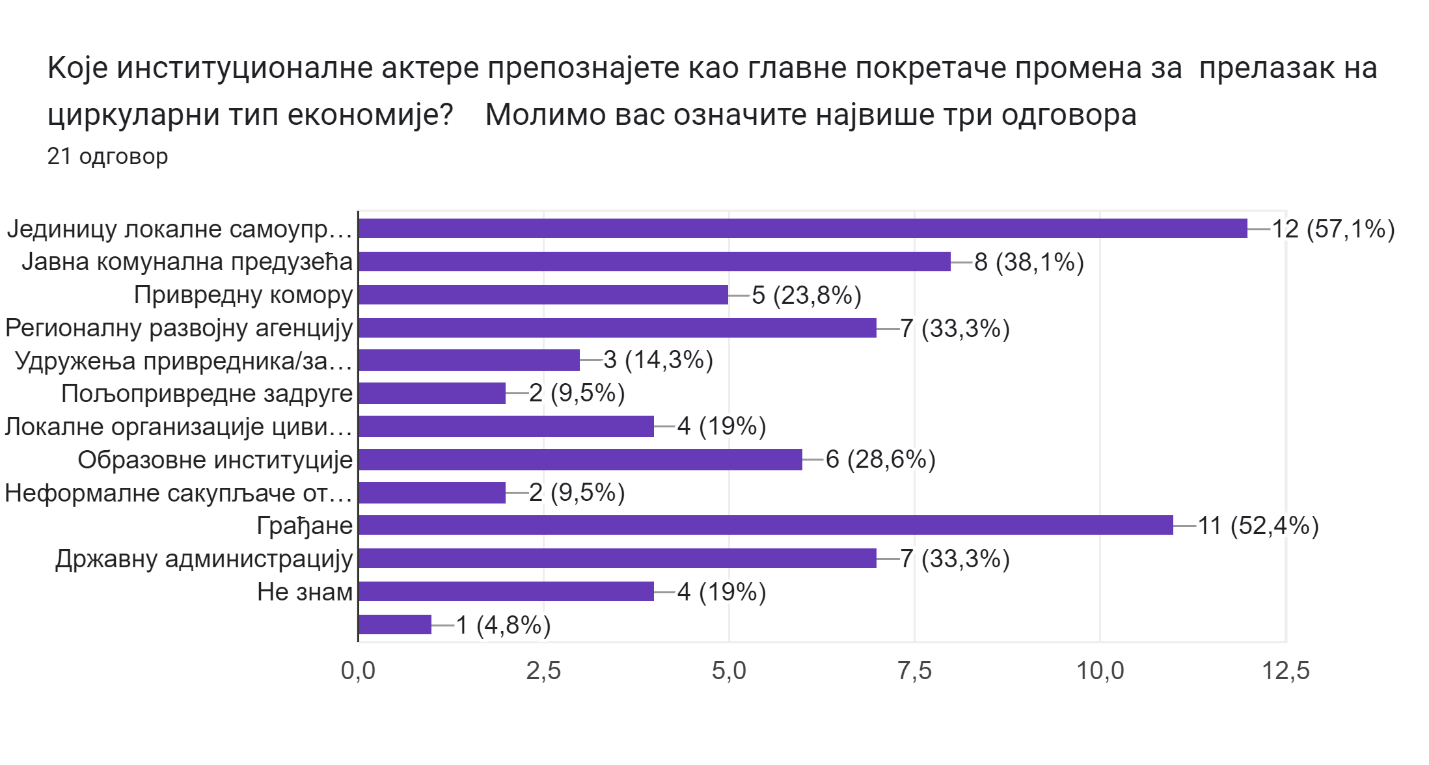 Које институционалне актере препознајете као главне покретаче промена за  прелазак на
циркуларни тип економије?    Молимо вас означите највише три одговора
21 одговор
Јединицу локалне самоупр… 12 (57,1%)
Јавна комунална предузећа 8 (38,1%)
Привредну комору 5 (23,8%)
Регионалну развојну агенцију 7 (33,3%)
Удружења привредника/за… 3 (14,3%)
Пољопривредне задруге 2 (9,5%)
Локалне организације циви… 4 (19%)
Образовне институције 6 (28,6%)
Неформалне сакупљаче от… 2 (9,5%)
Грађане 11 (52,4%)
Државну администрацију 7 (33,3%)
Не знам 4 (19%)
1 (4,8%)
0,0 2,5 5,0 7,5 10,0 12,5